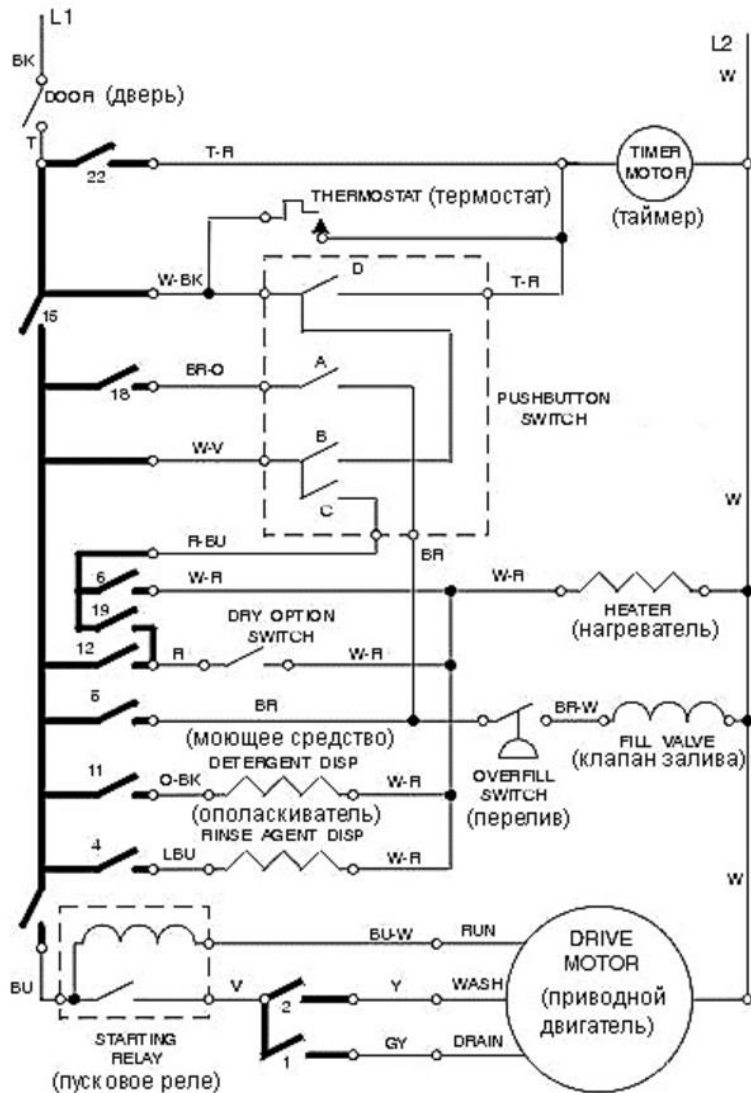 L1
L2
BK
W
DOOR (дверь)
T
22
T-R
TIMER
MOTOR
(таймер)
THERMOSTAT (термостат)
D
W-BK
T-R
15
BR-O
A
18
PUSHBUTTON
SWITCH
W-V
B
C
W
R-BU
BR
6
W-R
W-R
19
DRY OPTION
SWITCH
HEATER
(нагреватель)
12
R
W-R
5
BR
BR-W
(моющее средство)
FILL VALVE
(клапан залива)
11
DETERGENT DISP
O-BK
W-R
OVERFILL
SWITCH
(перелив)
(ополаскиватель)
RINSE AGENT DISP
4
LBU
W-R
W
BU-W
RUN
DRIVE
MOTOR
(приводной
двигатель)
BU
V
2
Y
WASH
1
GY
DRAIN
STARTING
RELAY
(пусковое реле)